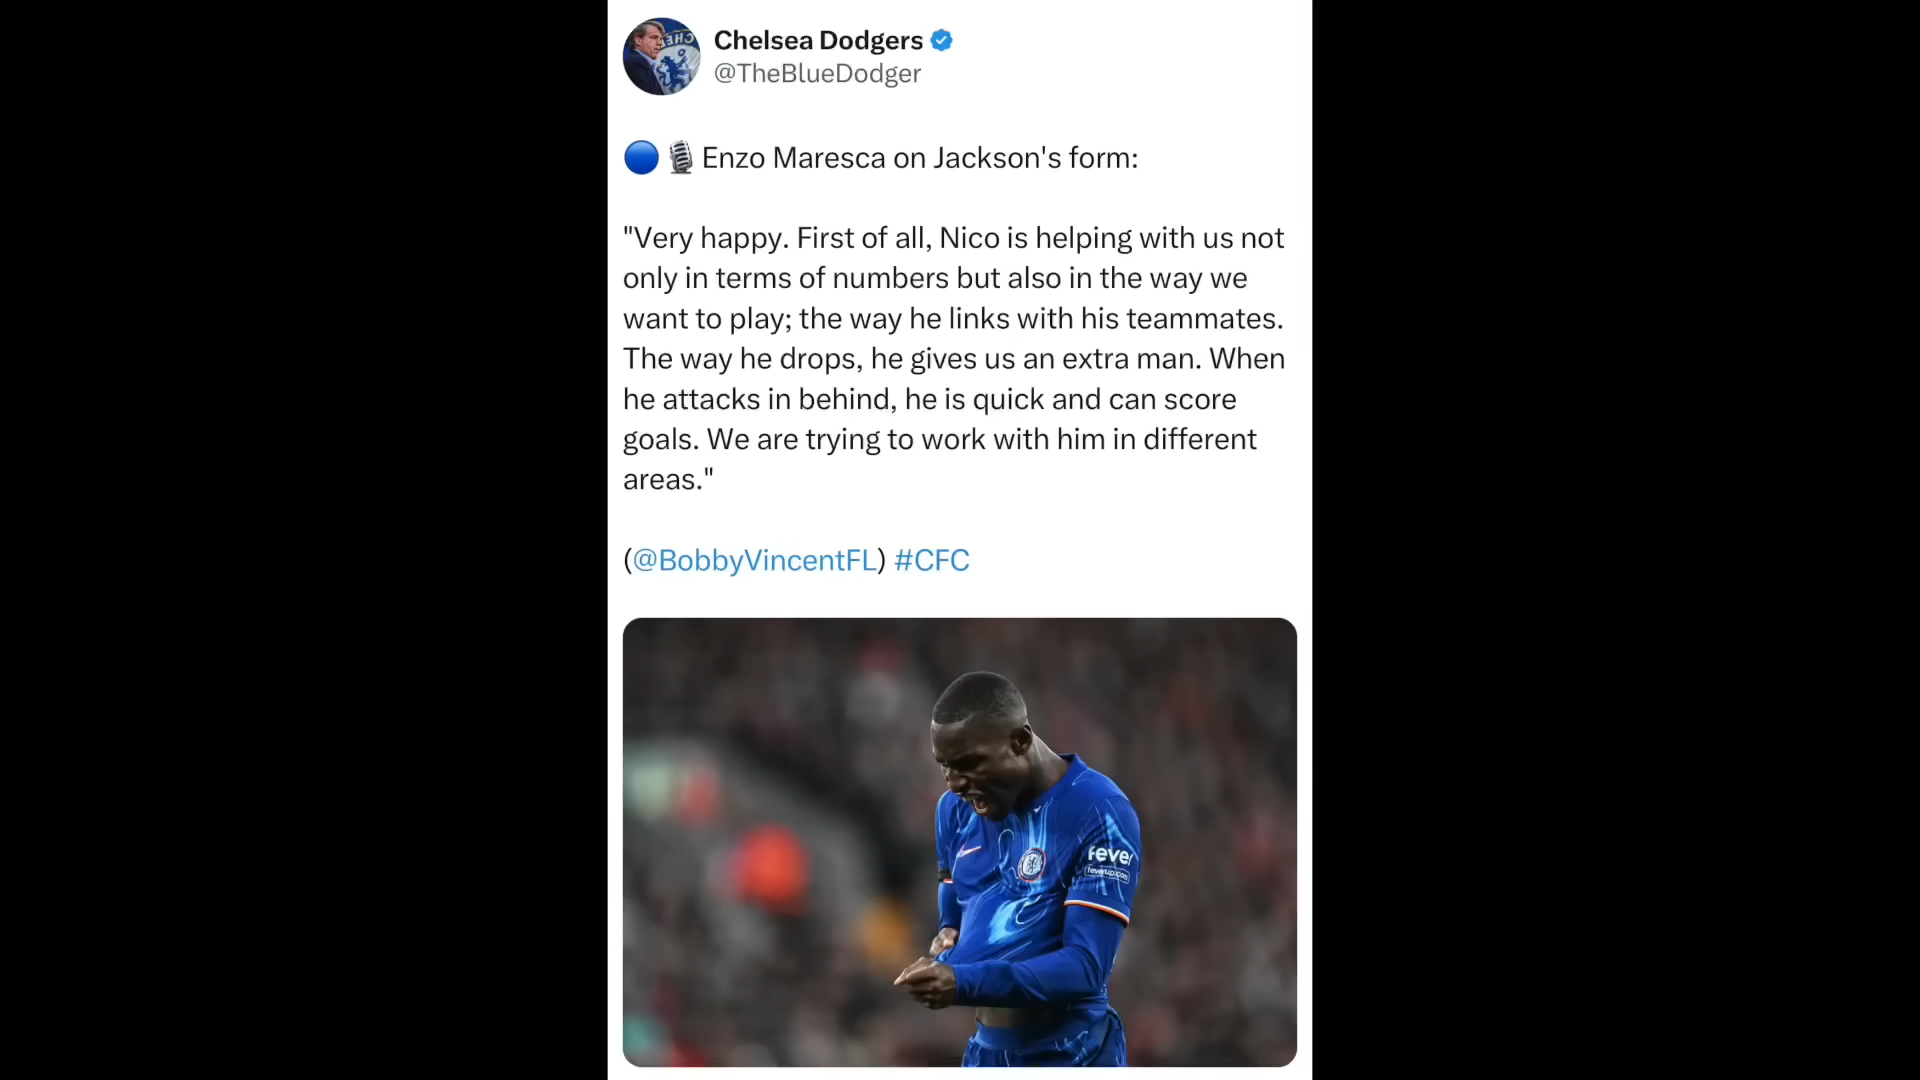 Chelsea Dodgers
@TheBlueDodger
🔵🎙️ Enzo Maresca on Jackson's form:
"Very happy. First of all, Nico is helping with us not
only in terms of numbers but also in the way we
want to play; the way he links with his teammates.
The way he drops, he gives us an extra man. When
he attacks in behind, he is quick and can score
goals. We are trying to work with him in different
areas."
(@BobbyVincentFL) #CFC
fever
feverup.com